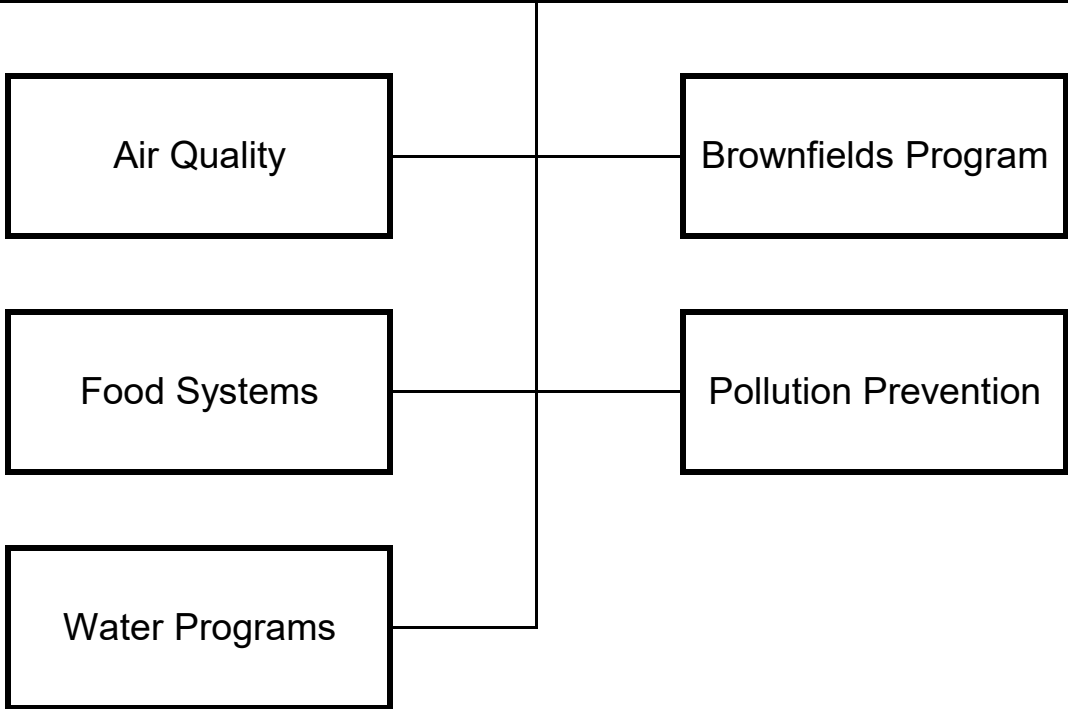 Air Quality
Brownfields Program
Food Systems
Pollution Prevention
Water Programs